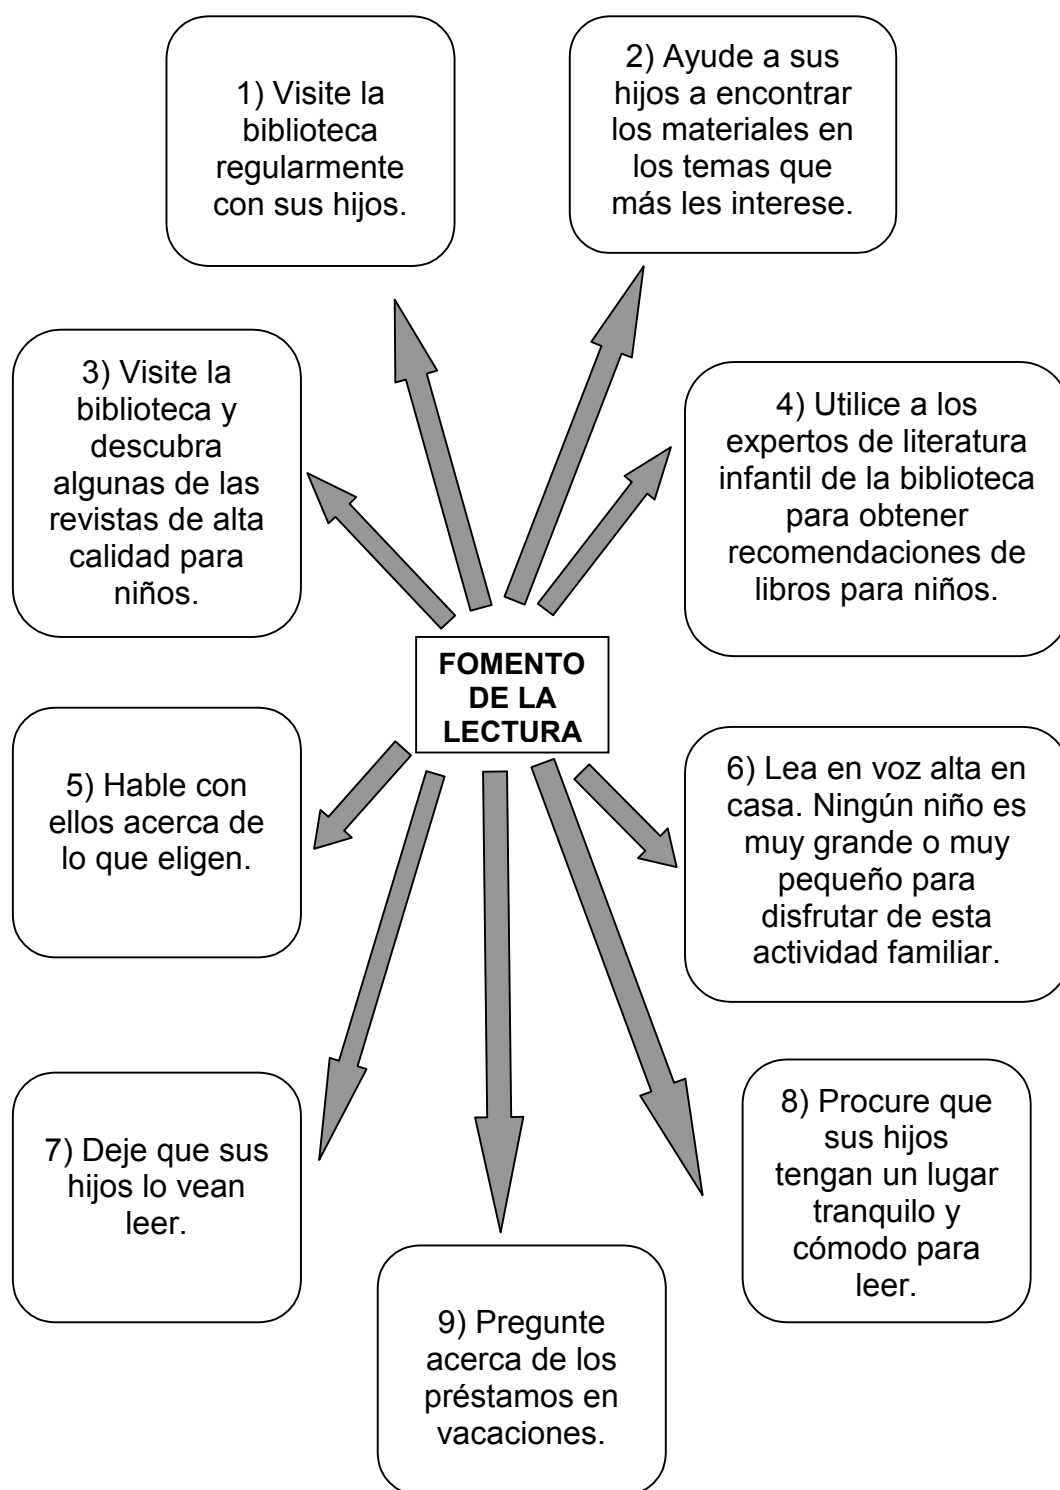 1) Visite la
biblioteca
regularmente
con sus hijos.
2) Ayude a sus
hijos a encontrar
los materiales en
los temas que
más les interese.
3) Visite la
biblioteca y
descubra
algunas de las
revistas de alta
calidad para
niños.
4) Utilice a los
expertos de literatura
infantil de la biblioteca
para obtener
recomendaciones de
libros para niños.
FOMENTO
DE LA
LECTURA
5) Hable con
ellos acerca de
lo que eligen.
6) Lea en voz alta en
casa. Ningún niño es
muy grande o muy
pequeño para
disfrutar de esta
actividad familiar.
7) Deje que sus
hijos lo vean
leer.
8) Procure que
sus hijos
tengan un lugar
tranquilo y
cómodo para
leer.
9) Pregunte
acerca de los
préstamos en
vacaciones.